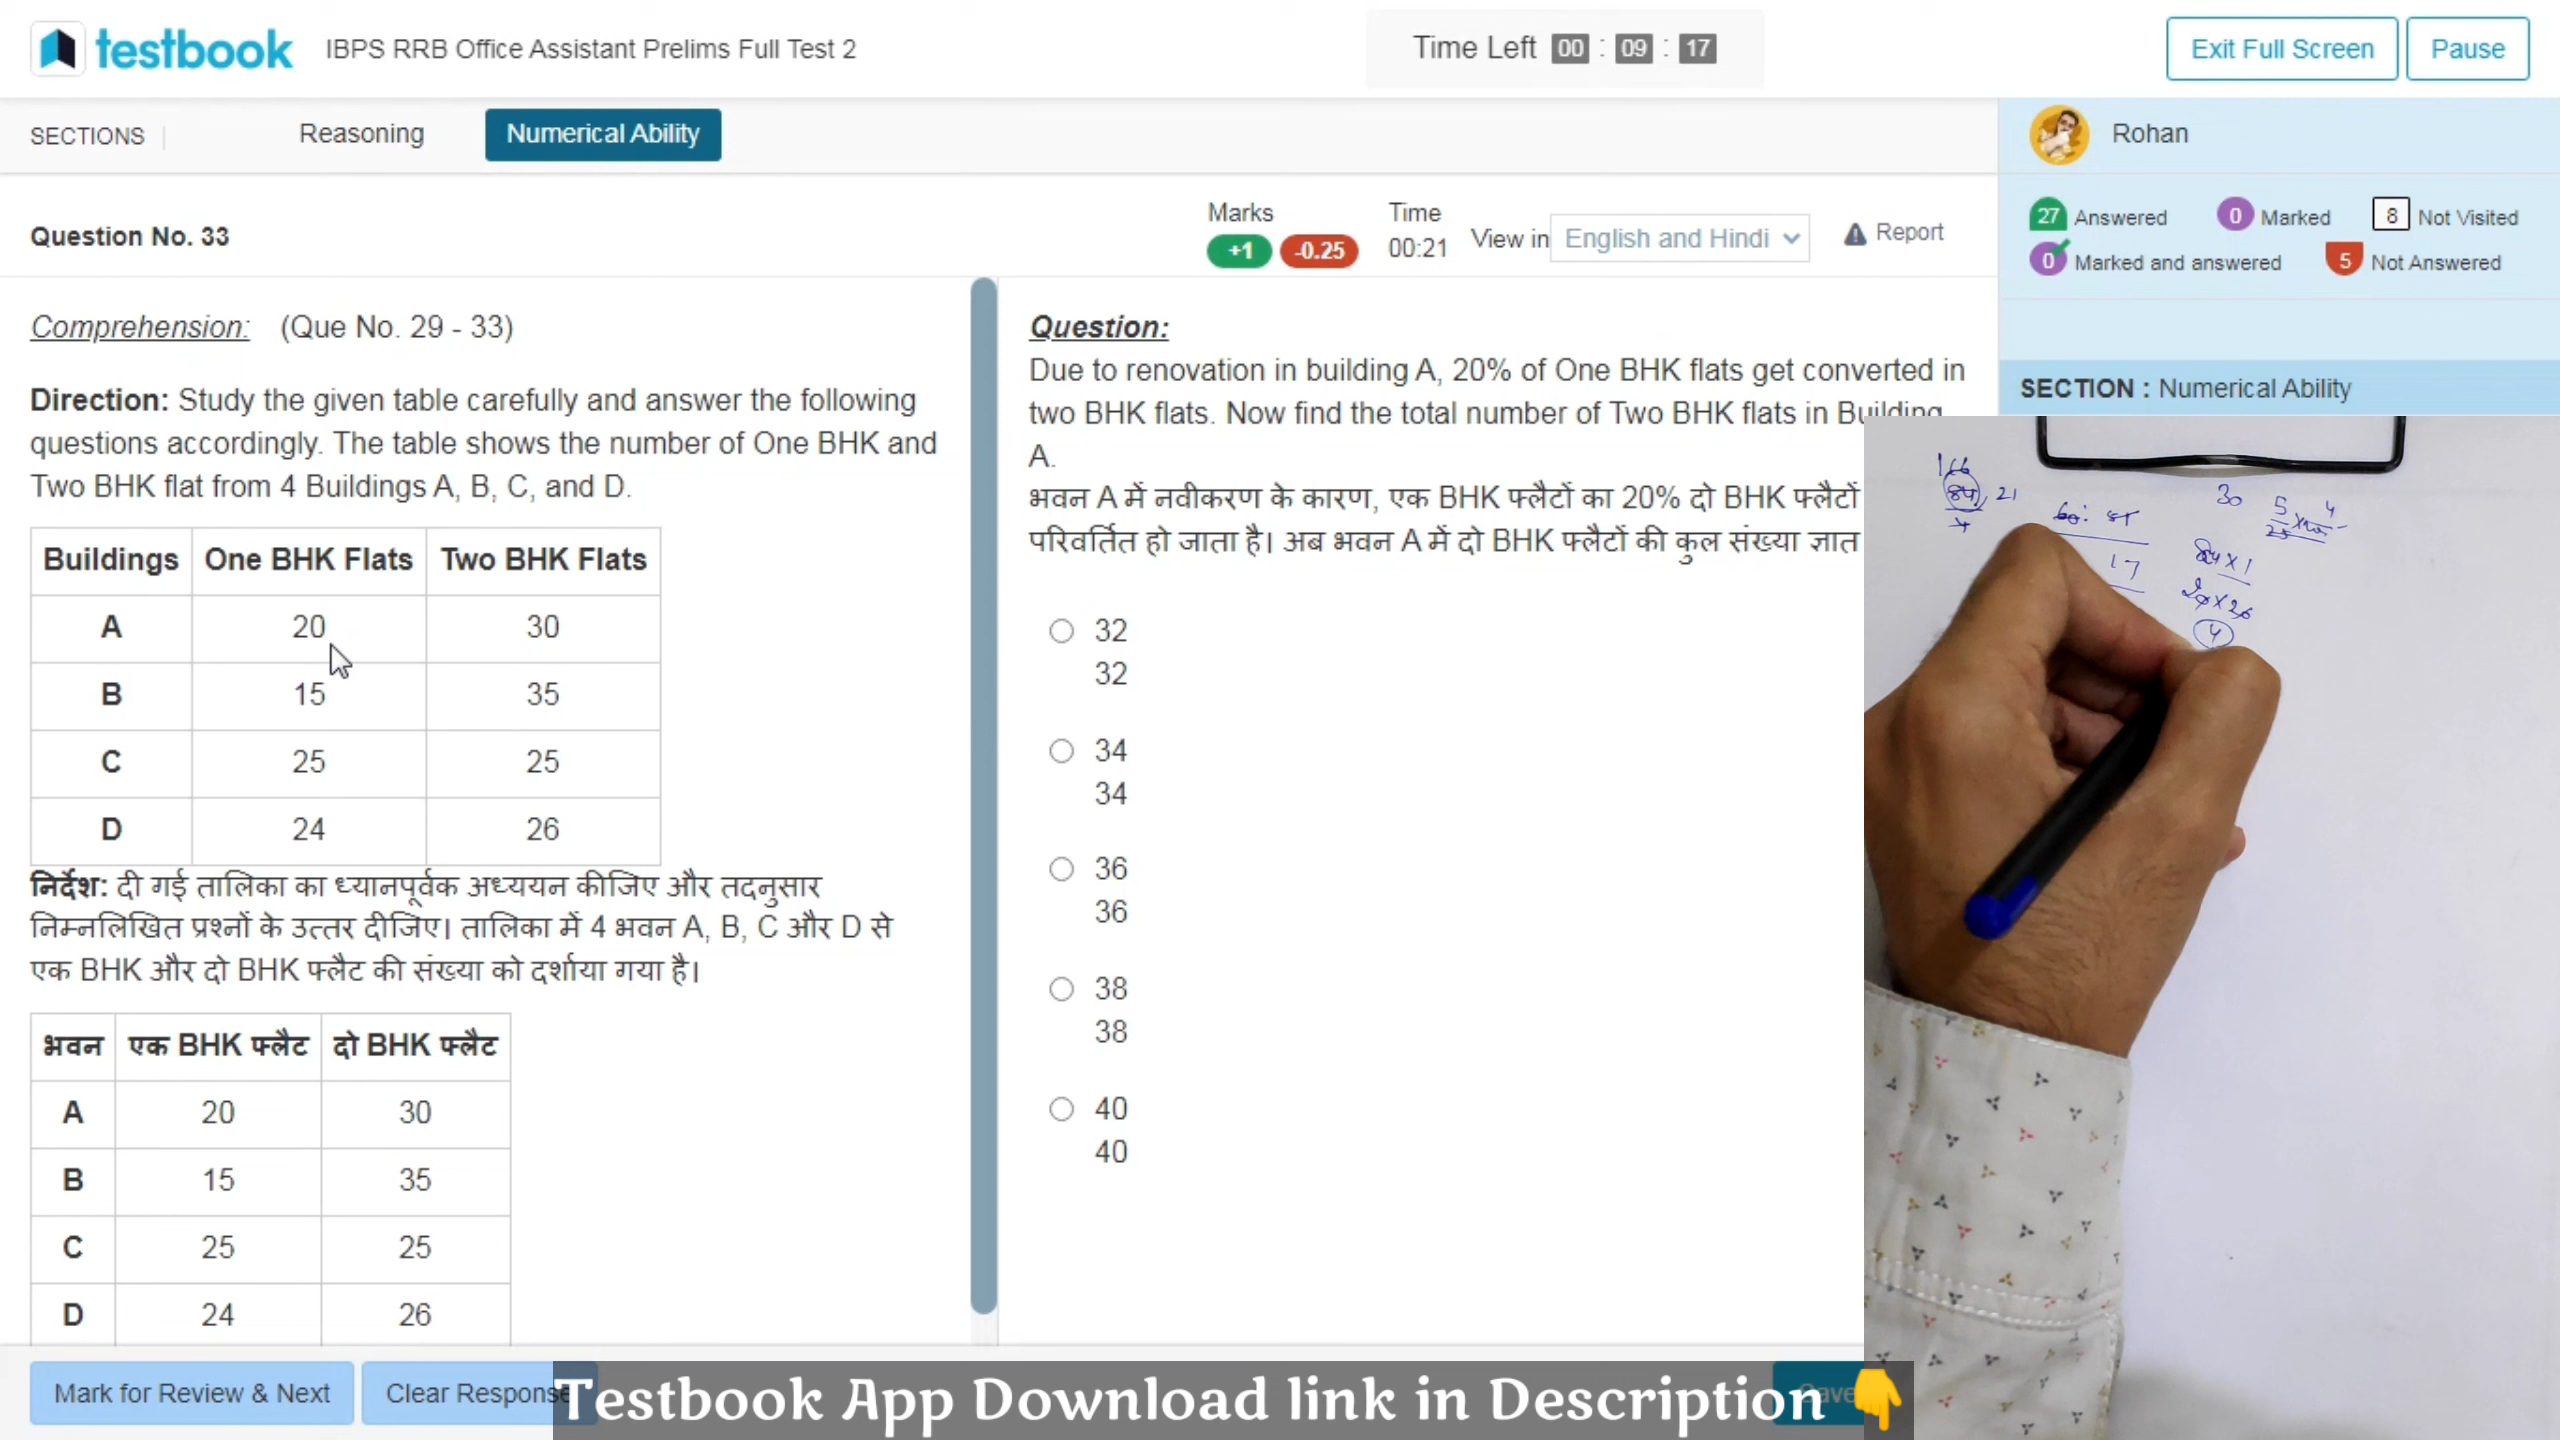 testbook
IBPS RRB Office Assistant Prelims Full Test 2
Time Left 00 : 09 : 17
Exit Full Screen
Pause
SECTIONS
Reasoning
Numerical Ability
Rohan
27 Answered
0 Marked
8 Not Visited
0 Marked and answered
5 Not Answered
Question No. 33
Marks
+1 -0.25
Time
00:21
View in English and Hindi
Report
SECTION : Numerical Ability
Comprehension: (Que No. 29 - 33)
Direction: Study the given table carefully and answer the following
questions accordingly. The table shows the number of One BHK and
Two BHK flat from 4 Buildings A, B, C, and D.
Buildings One BHK Flats Two BHK Flats
A 20 30
B 15 35
C 25 25
D 24 26
निर्देश: दी गई तालिका का ध्यानपूर्वक अध्ययन कीजिए और तदनुसार
निम्नलिखित प्रश्नों के उत्तर दीजिए। तालिका में 4 भवन A, B, C और D से
एक BHK और दो BHK फ्लैट की संख्या को दर्शाया गया है।
भवन एक BHK फ्लैट दो BHK फ्लैट
A 20 30
B 15 35
C 25 25
D 24 26
Question:
Due to renovation in building A, 20% of One BHK flats get converted in
two BHK flats. Now find the total number of Two BHK flats in Building
A.
भवन A में नवीकरण के कारण, एक BHK फ्लैटों का 20% दो BHK फ्लैटों
परिवर्तित हो जाता है। अब भवन A में दो BHK फ्लैटों की कुल संख्या ज्ञात
32
32
34
34
36
36
38
38
40
40
30
17
4
Mark for Review & Next
Clear Response
Testbook App Download link in Description